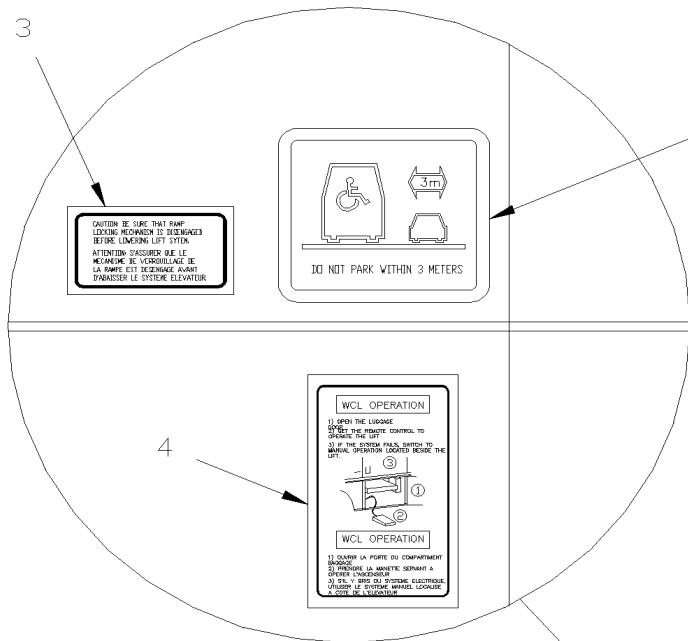 3
CAUTION: BE SURE THAT RAMP
LOCKING MECHANISM IS DISENGAGED
BEFORE LOWERING LIFT SYTEM.
ATTENTION: S'ASSURER QUE LE
MECANISME DE VERROUILLAGE DE
LA RAMPE EST DESENGAGE AVANT
D'ABAISSER LE SYSTEME ELEVATEUR
3m
DO NOT PARK WITHIN 3 METERS
4
WCL OPERATION
1) OPEN THE LUGGAGE
DOOR
2) GET THE REMOTE CONTROL TO
OPERATE THE LIFT
3) IF THE SYSTEM FAILS, SWITCH TO
MANUAL OPERATION LOCATED BESIDE THE
LIFT.
3
1
2
WCL OPERATION
1) OUVRIR LA PORTE DU COMPARTIMENT
BAGGAGE
2) PRENDRE LA MANETTE SERVANT A
OPERER L'ASCENSEUR
3) S'IL Y BRIS DU SYSTEME ELECTRIQUE,
UTILISER LE SYSTEME MANUEL LOCALISE
A COTE DE L'ELEVATEUR